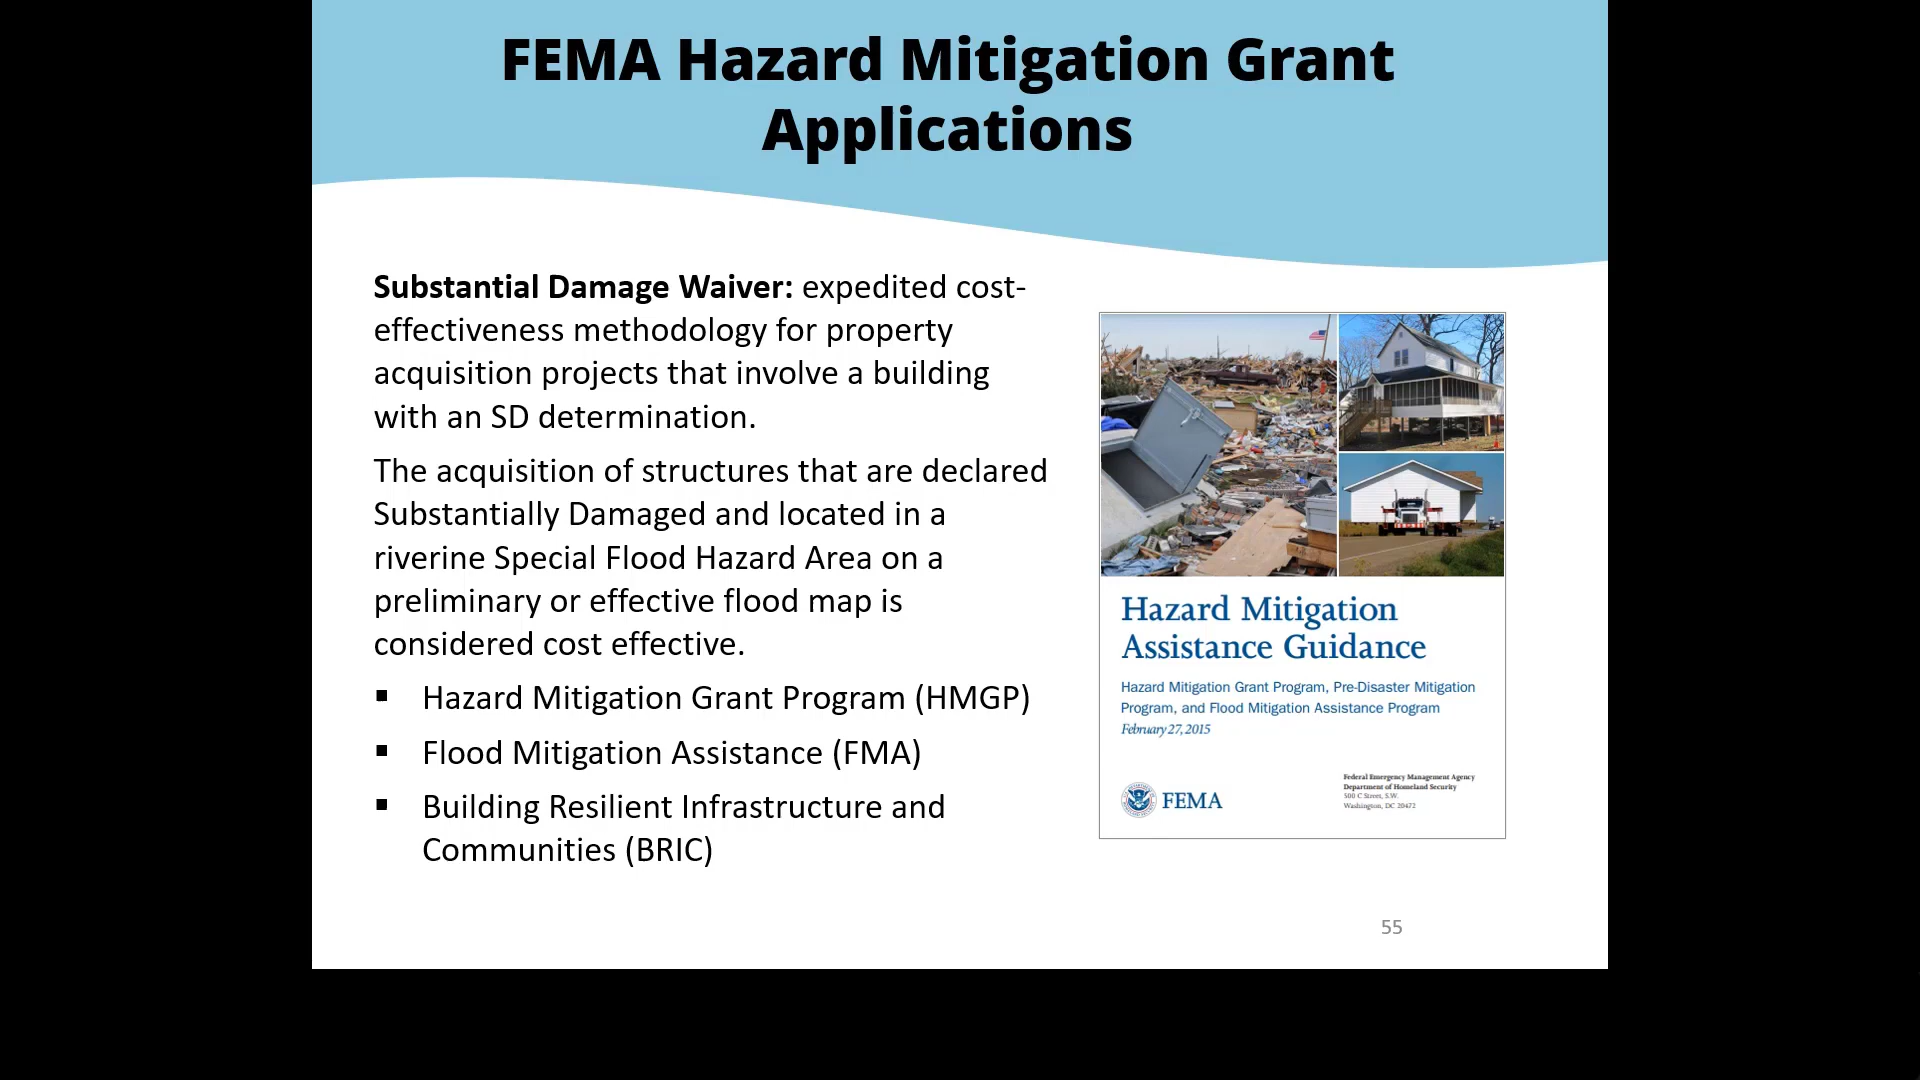 FEMA Hazard Mitigation Grant
Applications
Substantial Damage Waiver: expedited cost-
effectiveness methodology for property
acquisition projects that involve a building
with an SD determination.
The acquisition of structures that are declared
Substantially Damaged and located in a
riverine Special Flood Hazard Area on a
preliminary or effective flood map is
considered cost effective.
▪ Hazard Mitigation Grant Program (HMGP)
▪ Flood Mitigation Assistance (FMA)
▪ Building Resilient Infrastructure and
Communities (BRIC)
Hazard Mitigation
Assistance Guidance
Hazard Mitigation Grant Program, Pre-Disaster Mitigation
Program, and Flood Mitigation Assistance Program
February 27, 2015
FEMA
Federal Emergency Management Agency
Department of Homeland Security
500 C Street, S.W.
Washington, DC 20472
55